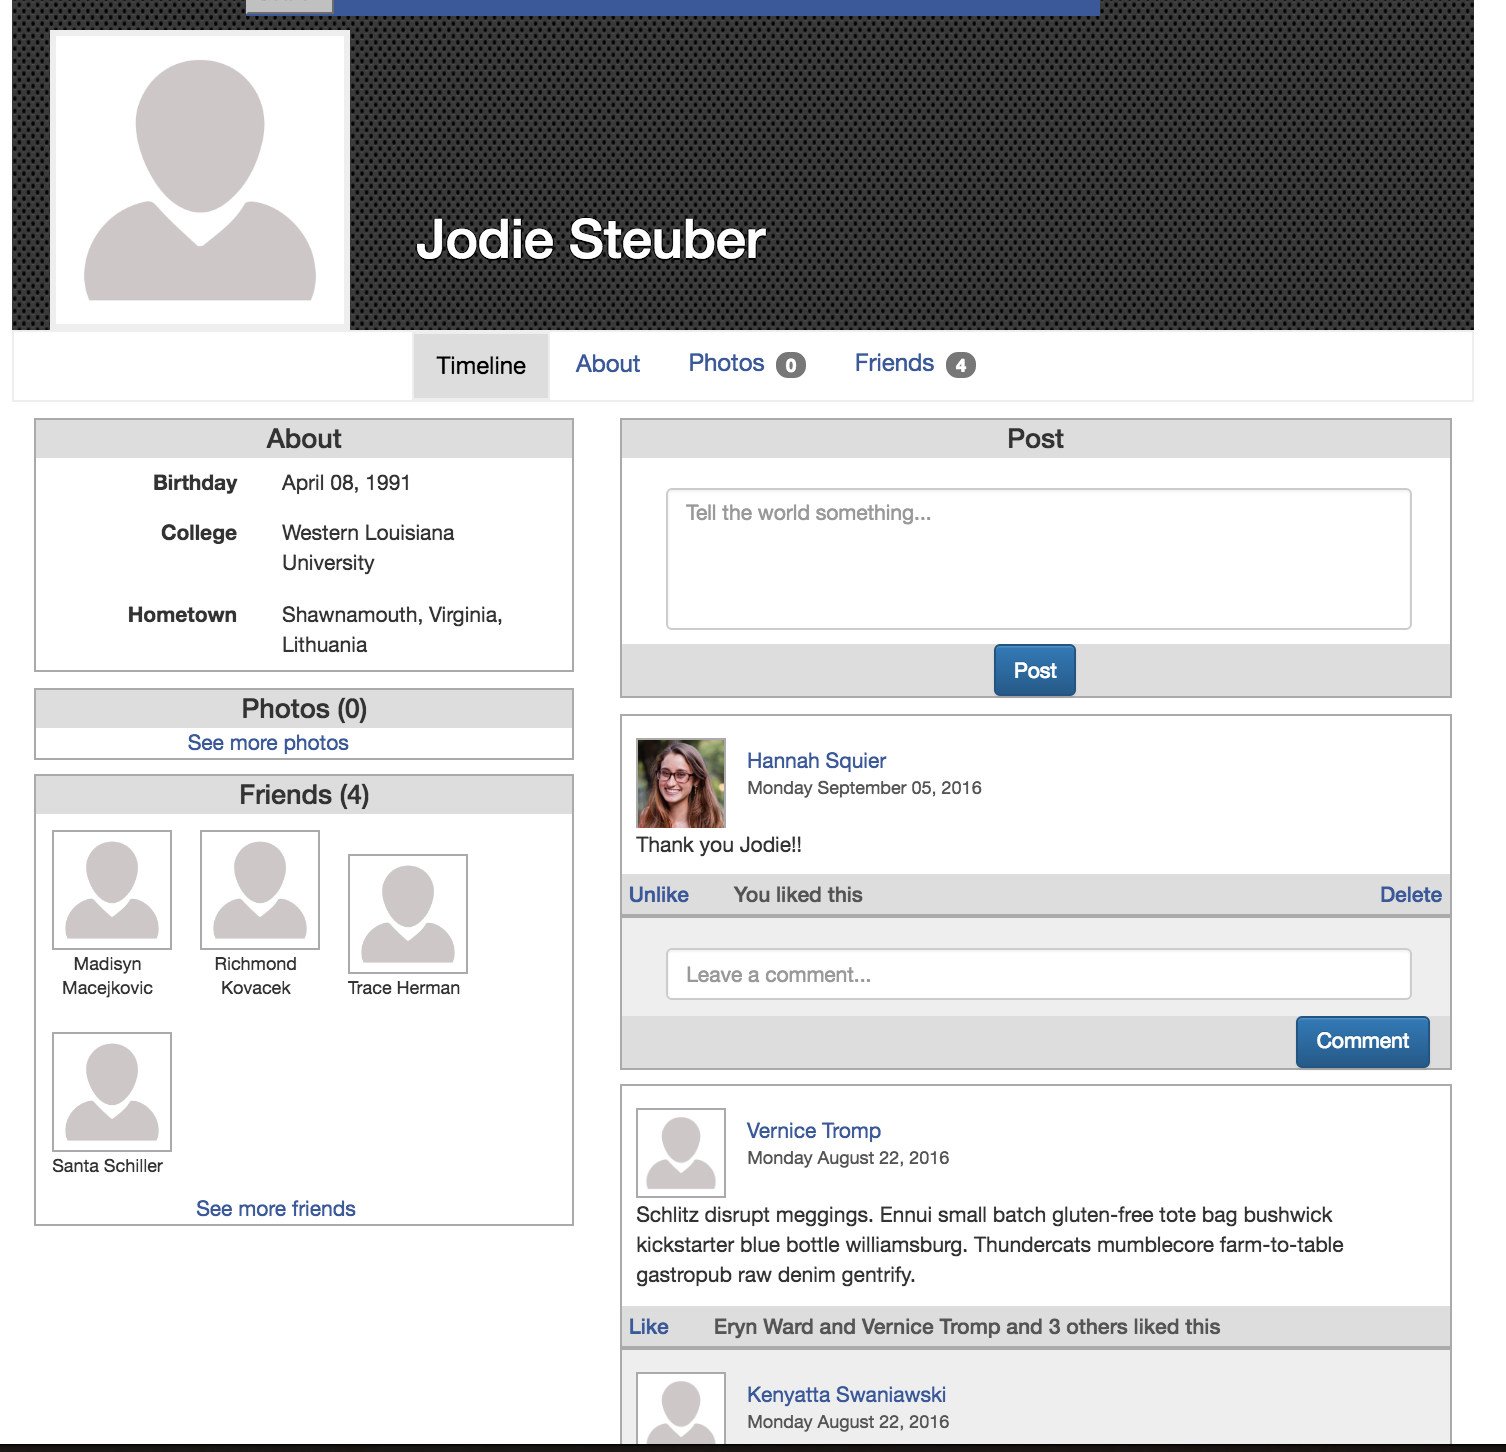 Jodie Steuber
Timeline
About
Photos 0
Friends 4
About
Birthday April 08, 1991
College Western Louisiana
University
Hometown Shawnamouth, Virginia,
Lithuania
Photos (0)
See more photos
Friends (4)
Madisyn
Macejkovic
Richmond
Kovacek
Trace Herman
Santa Schiller
See more friends
Post
Tell the world something...
Post
Hannah Squier
Monday September 05, 2016
Thank you Jodie!!
Unlike You liked this Delete
Leave a comment...
Comment
Vernice Tromp
Monday August 22, 2016
Schlitz disrupt meggings. Ennui small batch gluten-free tote bag bushwick
kickstarter blue bottle williamsburg. Thundercats mumblecore farm-to-table
gastropub raw denim gentrify.
Like Eryn Ward and Vernice Tromp and 3 others liked this
Kenyatta Swaniawski
Monday August 22, 2016